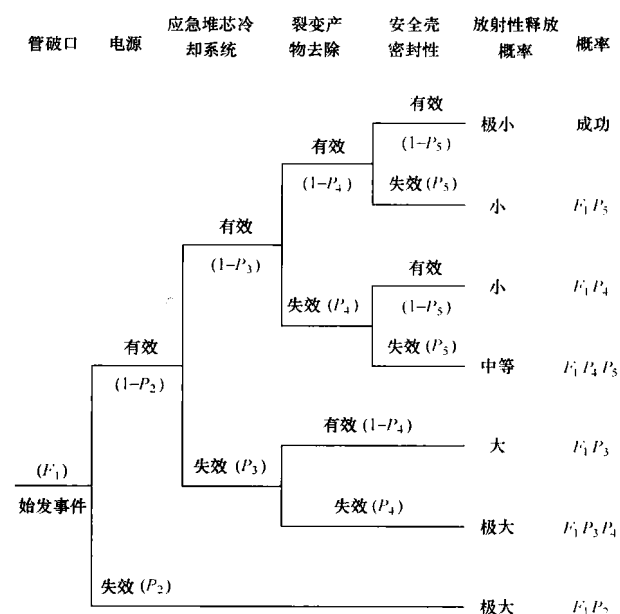 管破口 电源 应急堆芯冷却系统 裂变产物去除 安全壳密封性 放射性释放概率 概率
有效
极小 成功
(1-P₅)
有效
(1-P₄)
失效 (P₅)
小 F₁P₅
有效
(1-P₃)
有效
小 F₁P₄
(1-P₅)
失效 (P₄)
失效 (P₅)
中等 F₁P₄P₅
有效
(1-P₂)
有效 (1-P₄)
大 F₁P₃
失效 (P₃)
失效 (P₄)
极大 F₁P₃P₄
(F₁)
始发事件
失效 (P₂)
极大 F₁P₂